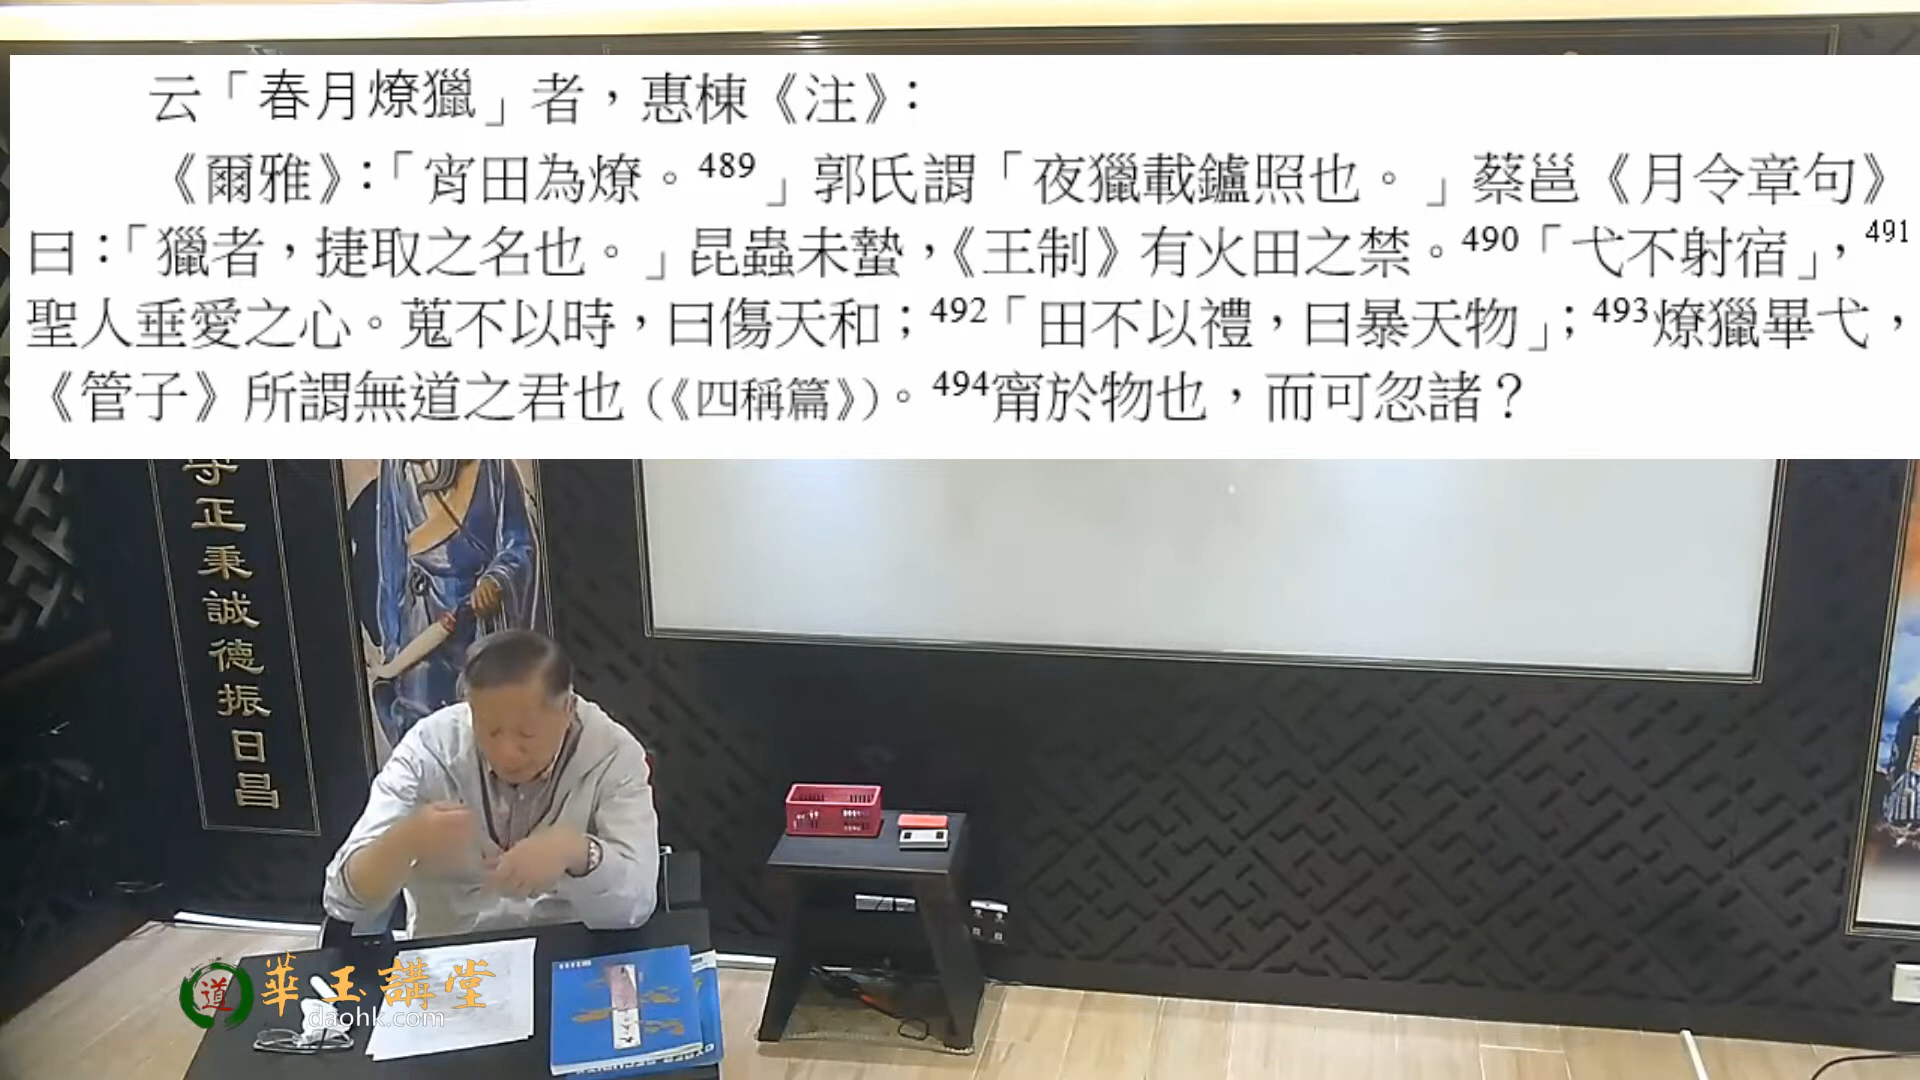 云「春月燎獵」者，惠棟《注》：
《爾雅》：「宵田為燎。489」郭氏謂「夜獵載鑪照也。」蔡邕《月令章句》
曰：「獵者，捷取之名也。」昆蟲未蟄，《王制》有火田之禁。490「弋不射宿」，491
聖人垂愛之心。蒐不以時，曰傷天和；492「田不以禮，曰暴天物」；493燎獵畢弋，
《管子》所謂無道之君也（《四稱篇》）。494甯於物也，而可忽諸？
守正秉誠德振日昌
道 華玉講堂
daohk.com
CYBER SECURITY